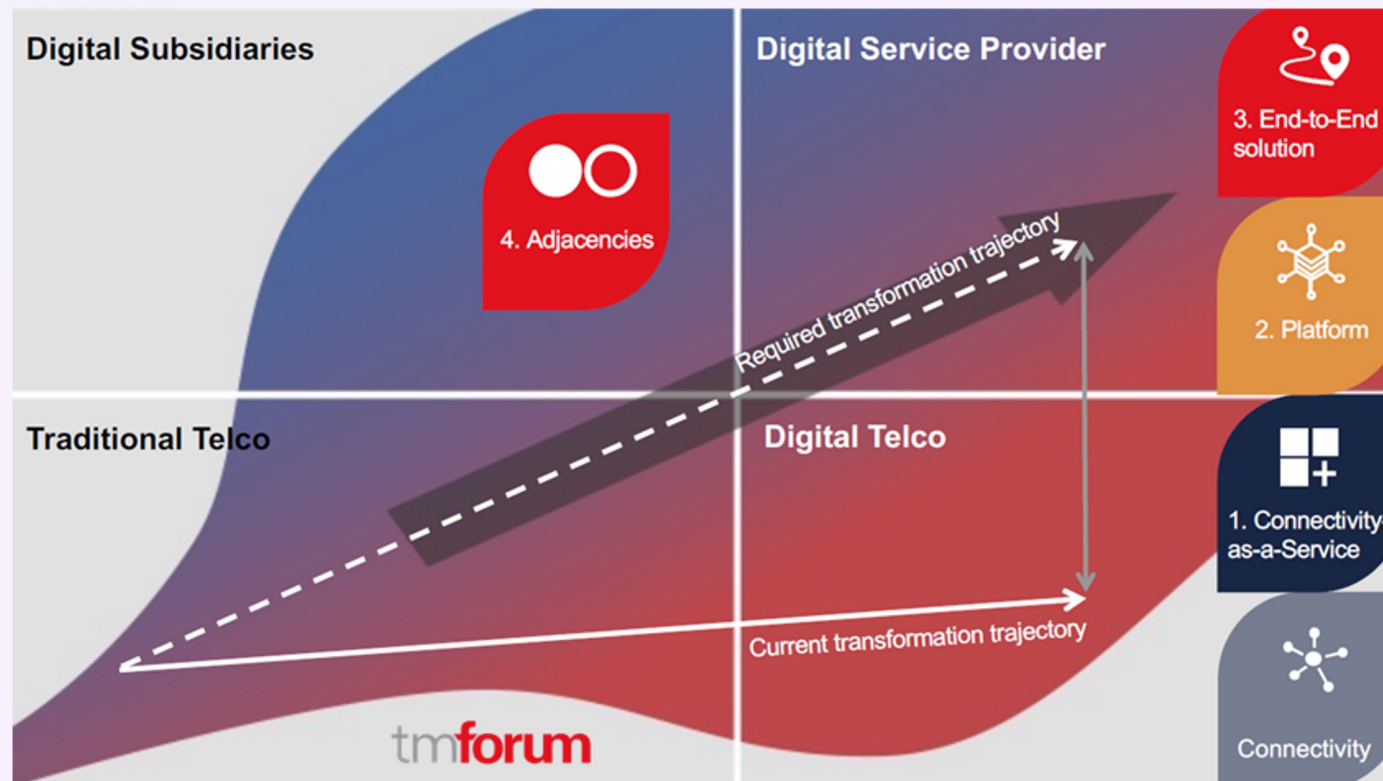 Digital Subsidiaries
Digital Service Provider
3. End-to-End
solution
4. Adjacencies
Required transformation trajectory
2. Platform
Traditional Telco
Digital Telco
1. Connectivity-
as-a-Service
Current transformation trajectory
tmforum
Connectivity